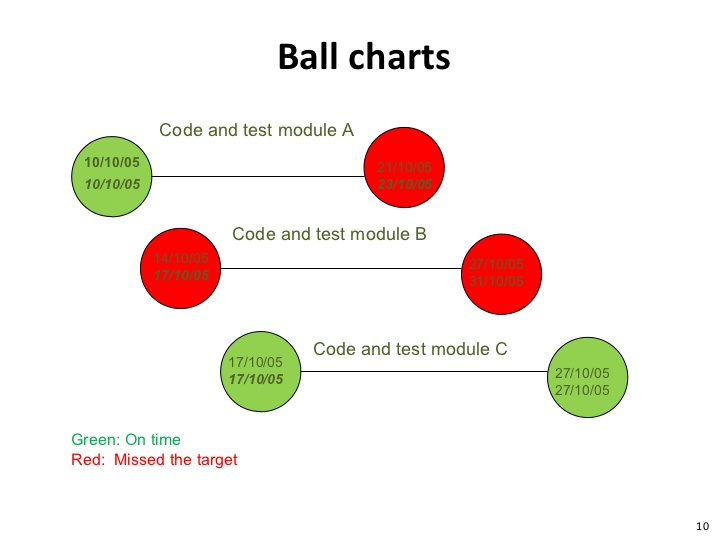 Ball charts
Code and test module A
10/10/05
10/10/05
21/10/05
23/10/05
Code and test module B
14/10/05
17/10/05
27/10/05
31/10/05
Code and test module C
17/10/05
17/10/05
27/10/05
27/10/05
Green: On time
Red:  Missed the target
10